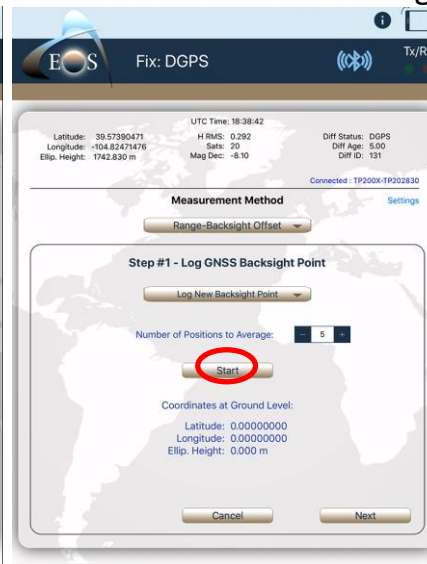 EOS Fix: DGPS Tx/R
UTC Time: 18:38:42
Latitude: 39.57390471 H RMS: 0.292 Diff Status: DGPS
Longitude: -104.82471476 Sats: 20 Diff Age: 5.00
Ellip. Height: 1742.830 m Mag Dec: -8.10 Diff ID: 131
Connected : TP200X-TP202830
Measurement Method Settings
Range-Backsight Offset
Step #1 - Log GNSS Backsight Point
Log New Backsight Point
Number of Positions to Average: - 5 +
Start
Coordinates at Ground Level:
Latitude: 0.00000000
Longitude: 0.00000000
Ellip. Height: 0.000 m
Cancel Next